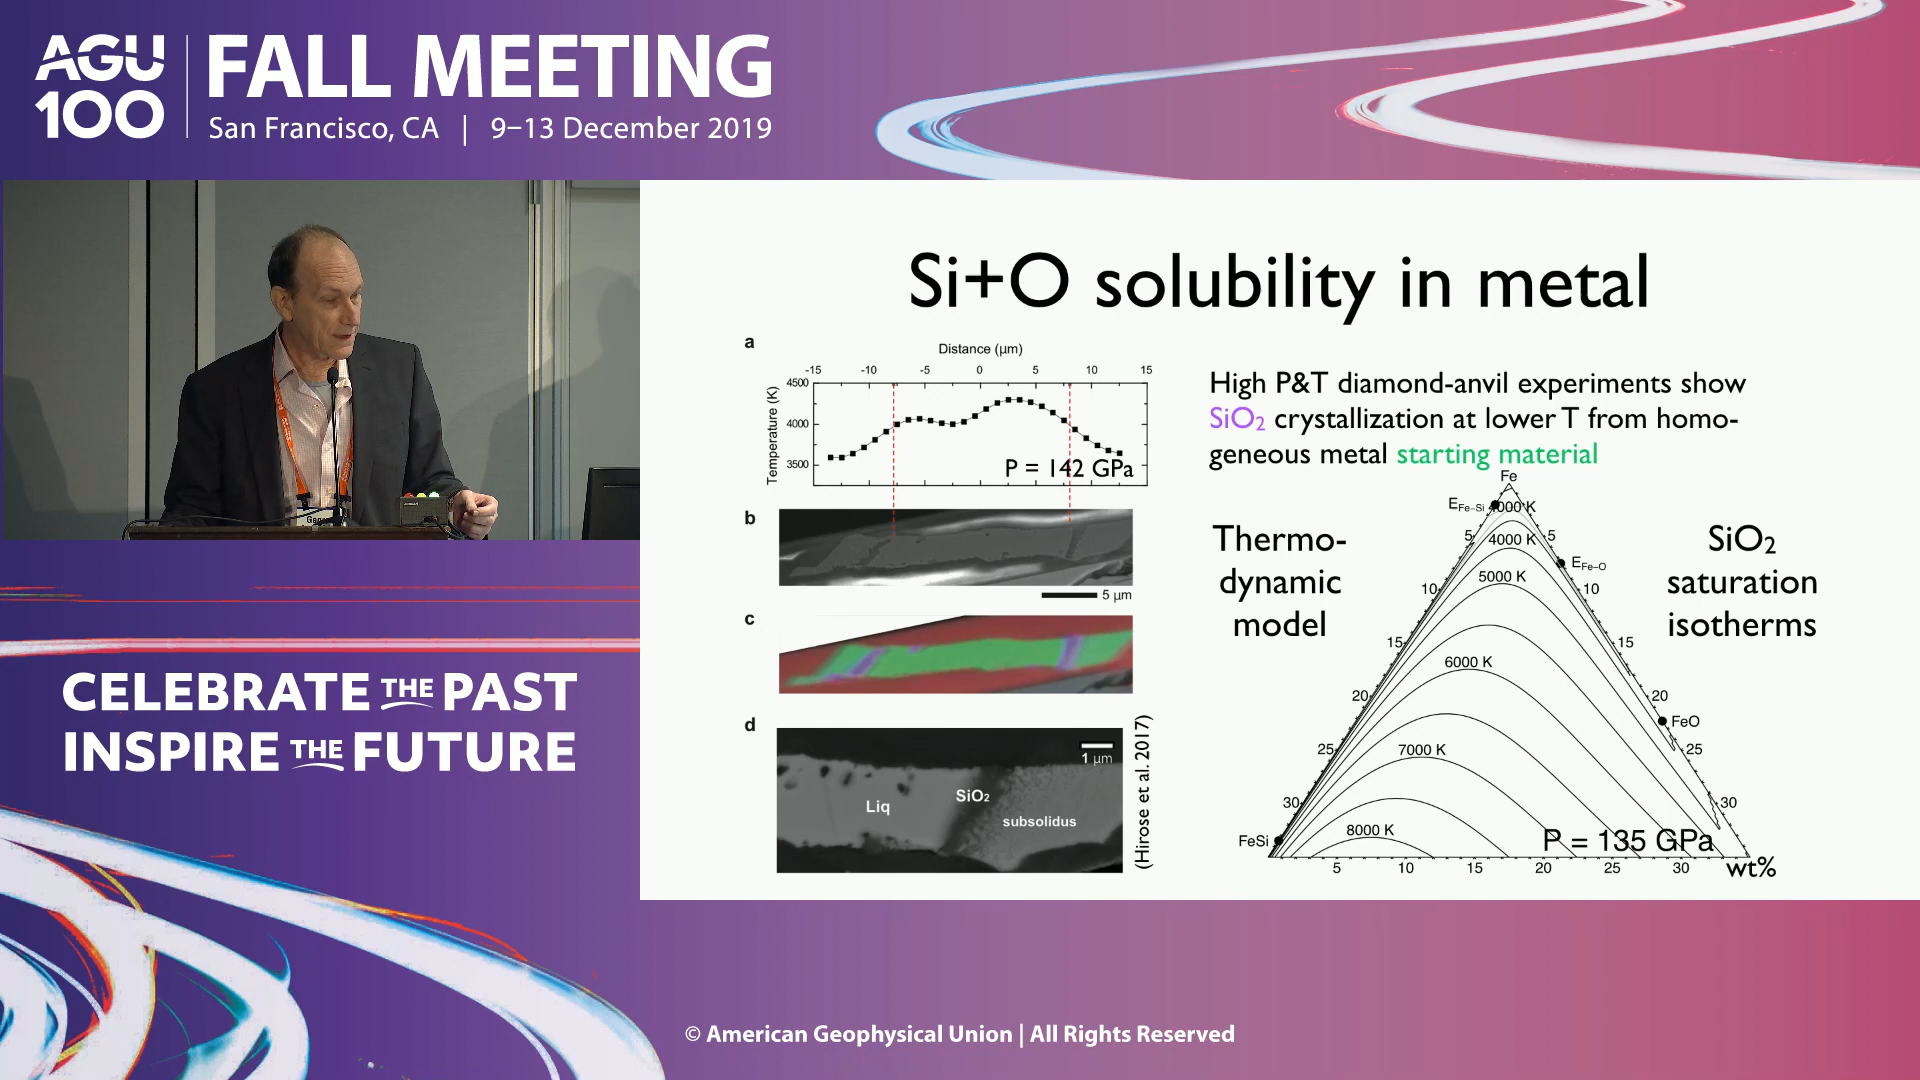 AGU
100
FALL MEETING
San Francisco, CA | 9–13 December 2019
Si+O solubility in metal
a
Distance (μm)
-15 -10 -5 0 5 10 15
Temperature (K)
4500
4000
3500
P = 142 GPa
b
5 μm
c
d
1 μm
Liq
SiO2
subsolidus
(Hirose et al. 2017)
High P&T diamond-anvil experiments show
SiO2 crystallization at lower T from homo-
geneous metal starting material
Thermo-
dynamic
model
SiO2
saturation
isotherms
Fe
EFe–Si
4000 K
5
5
EFe–O
5000 K
10
10
15
15
6000 K
20
20
FeO
7000 K
25
25
30
30
8000 K
FeSi
P = 135 GPa
5 10 15 20 25 30 wt%
CELEBRATE THE PAST
INSPIRE THE FUTURE
© American Geophysical Union | All Rights Reserved